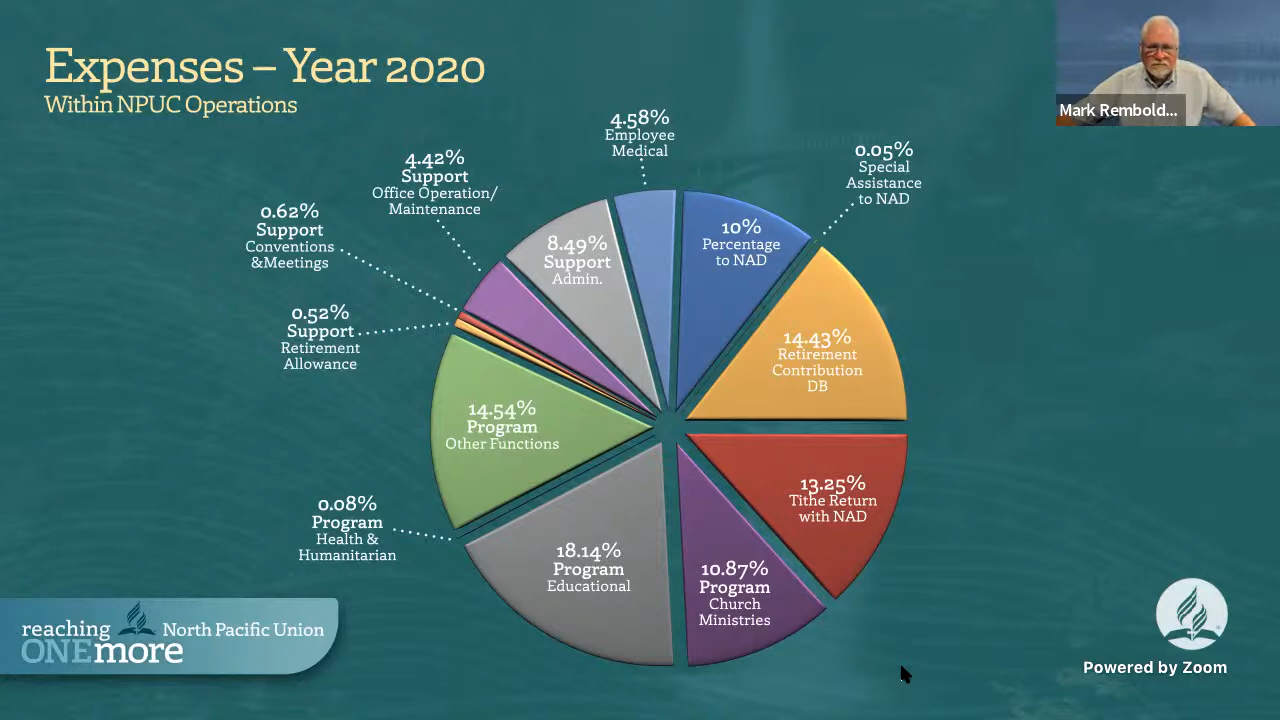 Expenses – Year 2020
Within NPUC Operations
Mark Rembold...
4.58%
Employee
Medical
0.05%
Special
Assistance
to NAD
4.42%
Support
Office Operation/
Maintenance
0.62%
Support
Conventions
&Meetings
0.52%
Support
Retirement
Allowance
8.49%
Support
Admin.
10%
Percentage
to NAD
14.43%
Retirement
Contribution
DB
13.25%
Tithe Return
with NAD
10.87%
Program
Church
Ministries
18.14%
Program
Educational
14.54%
Program
Other Functions
0.08%
Program
Health &
Humanitarian
reaching
ONEmore
North Pacific Union
Powered by Zoom